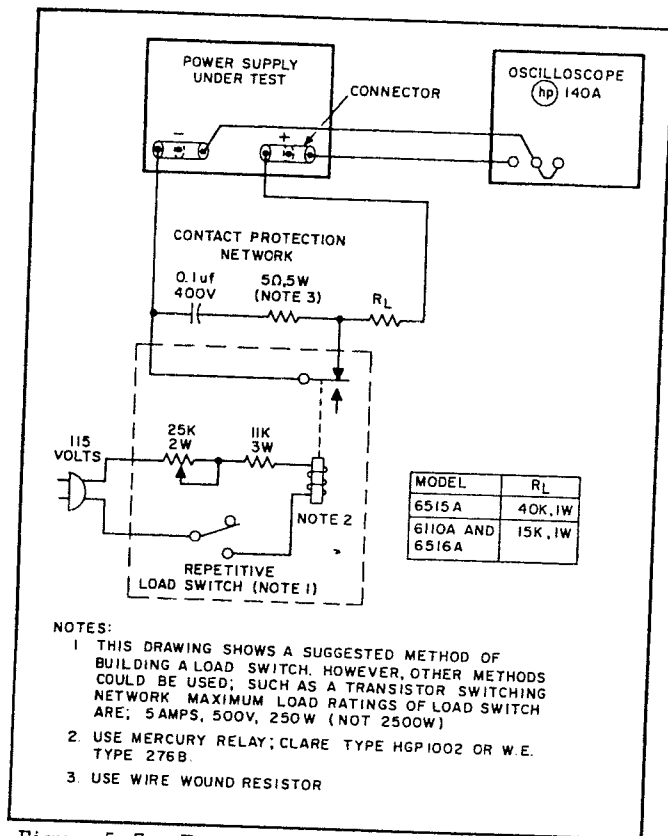 POWER SUPPLY
UNDER TEST
CONNECTOR
OSCILLOSCOPE
hp 140A
-
+
CONTACT PROTECTION
NETWORK
0.1uf
400V
5Ω,5W
(NOTE 3)
RL
115
VOLTS
25K
2W
11K
3W
NOTE 2
REPETITIVE
LOAD SWITCH (NOTE 1)
MODEL RL
6515A 40K,1W
6110A AND 15K,1W
6516A
NOTES:
1 THIS DRAWING SHOWS A SUGGESTED METHOD OF
BUILDING A LOAD SWITCH. HOWEVER, OTHER METHODS
COULD BE USED; SUCH AS A TRANSISTOR SWITCHING
NETWORK MAXIMUM LOAD RATINGS OF LOAD SWITCH
ARE; 5AMPS, 500V, 250W (NOT 2500W)
2. USE MERCURY RELAY; CLARE TYPE HGP1002 OR W.E.
TYPE 276B.
3. USE WIRE WOUND RESISTOR